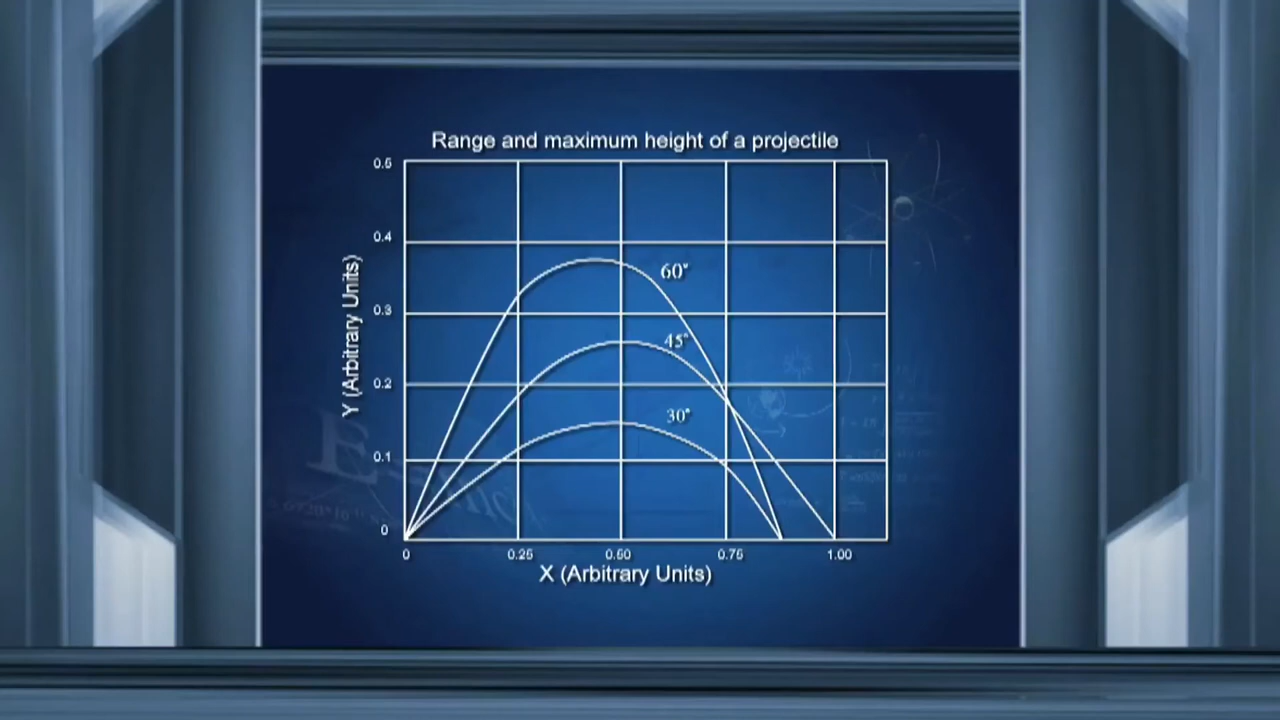 Range and maximum height of a projectile
0.5
0.4
0.3
0.2
0.1
0
Y (Arbitrary Units)
60°
45°
30°
0 0.25 0.50 0.75 1.00
X (Arbitrary Units)